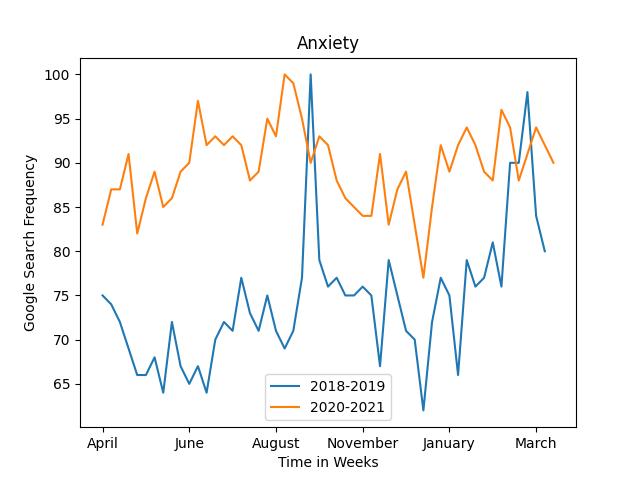 Anxiety
100
95
90
85
80
75
70
65
Google Search Frequency
2018-2019
2020-2021
April June August November January March
Time in Weeks